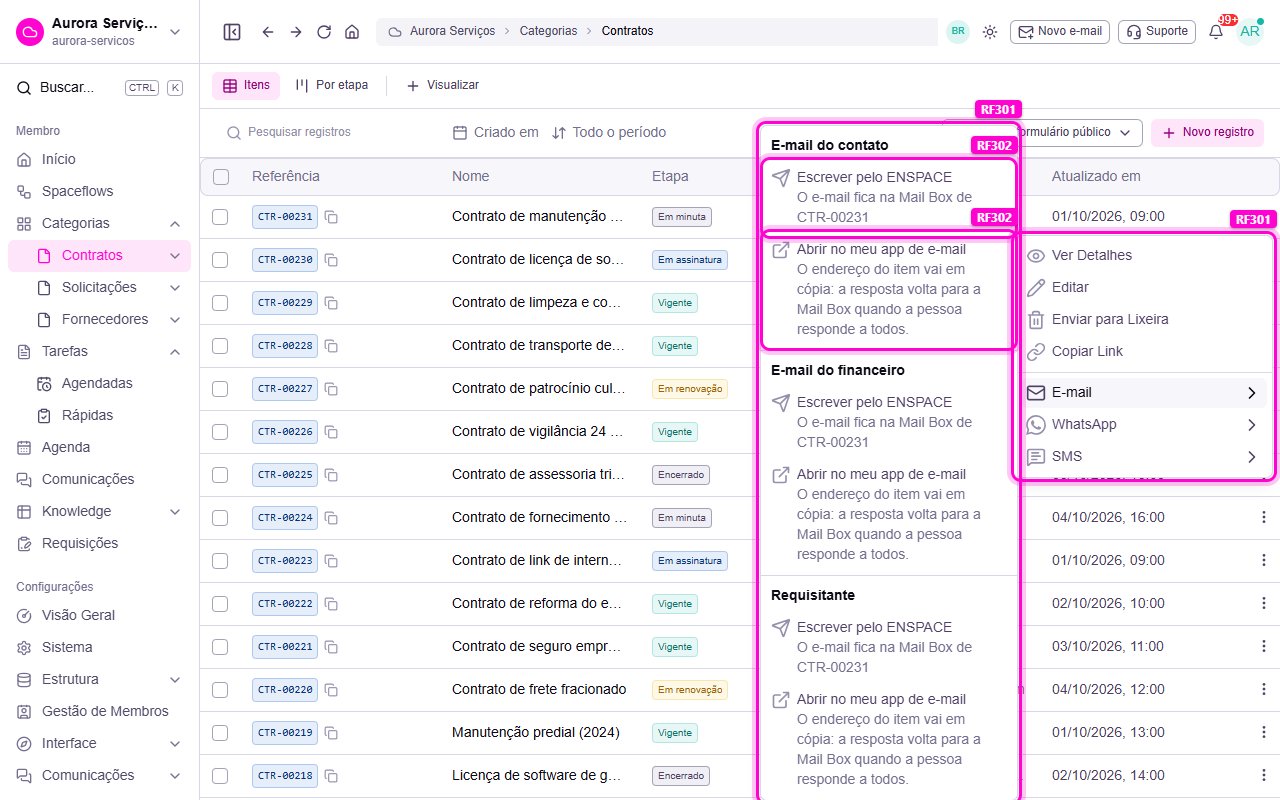 Aurora Serviç...
aurora-servicos
Aurora Serviços
Categorias
Contratos
BR
Novo e-mail
Suporte
99+
AR
Buscar...
CTRL
K
Itens
Por etapa
Visualizar
Membro
Início
Spaceflows
Categorias
Contratos
Solicitações
Fornecedores
Tarefas
Agendadas
Rápidas
Agenda
Comunicações
Knowledge
Requisições
Configurações
Visão Geral
Sistema
Estrutura
Gestão de Membros
Interface
Comunicações
Pesquisar registros
Criado em
Todo o período
ormulário público
Novo registro
Referência
Nome
Etapa
Atualizado em
CTR-00231
Contrato de manutenção ...
Em minuta
01/10/2026, 09:00
CTR-00230
Contrato de licença de so...
Em assinatura
CTR-00229
Contrato de limpeza e co...
Vigente
CTR-00228
Contrato de transporte de...
Vigente
CTR-00227
Contrato de patrocínio cul...
Em renovação
CTR-00226
Contrato de vigilância 24 ...
Vigente
CTR-00225
Contrato de assessoria tri...
Encerrado
CTR-00224
Contrato de fornecimento ...
Em minuta
04/10/2026, 16:00
CTR-00223
Contrato de link de intern...
Em assinatura
01/10/2026, 09:00
CTR-00222
Contrato de reforma do e...
Vigente
02/10/2026, 10:00
CTR-00221
Contrato de seguro empr...
Vigente
03/10/2026, 11:00
CTR-00220
Contrato de frete fracionado
Em renovação
04/10/2026, 12:00
CTR-00219
Manutenção predial (2024)
Vigente
01/10/2026, 13:00
CTR-00218
Licença de software de g...
Encerrado
02/10/2026, 14:00
RF301
E-mail do contato
RF302
Escrever pelo ENSPACE
O e-mail fica na Mail Box de
CTR-00231
RF302
Abrir no meu app de e-mail
O endereço do item vai em
cópia: a resposta volta para a
Mail Box quando a pessoa
responde a todos.
E-mail do financeiro
Escrever pelo ENSPACE
O e-mail fica na Mail Box de
CTR-00231
Abrir no meu app de e-mail
O endereço do item vai em
cópia: a resposta volta para a
Mail Box quando a pessoa
responde a todos.
Requisitante
Escrever pelo ENSPACE
O e-mail fica na Mail Box de
CTR-00231
Abrir no meu app de e-mail
O endereço do item vai em
cópia: a resposta volta para a
Mail Box quando a pessoa
responde a todos.
RF301
Ver Detalhes
Editar
Enviar para Lixeira
Copiar Link
E-mail
WhatsApp
SMS